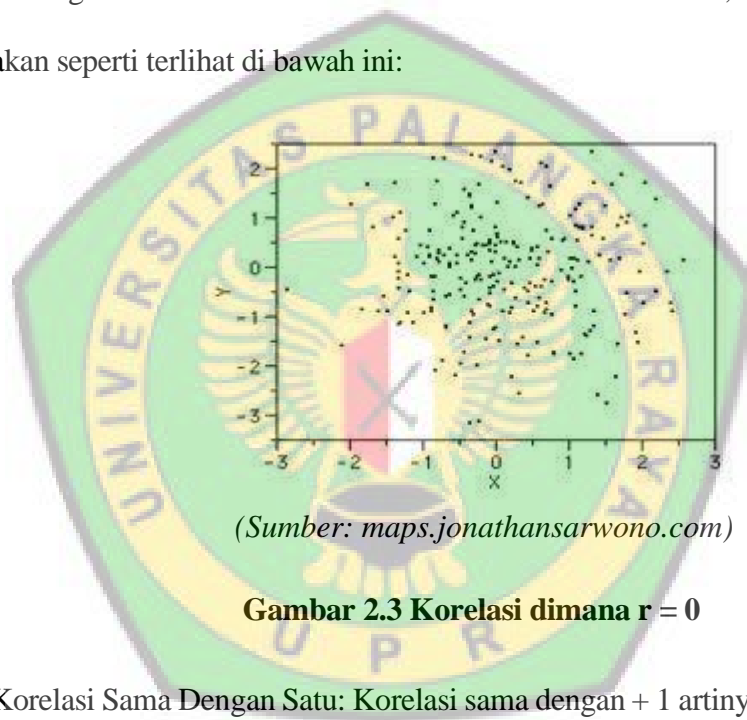 akan seperti terlihat di bawah ini:
UNIVERSITAS PALANGKA RAYA
2
1
0
-1
-2
-3
Y
-3 -2 -1 0 1 2 3
X
(Sumber: maps.jonathansarwono.com)
Gambar 2.3 Korelasi dimana r = 0
UPR
Korelasi Sama Dengan Satu: Korelasi sama dengan + 1 artiny